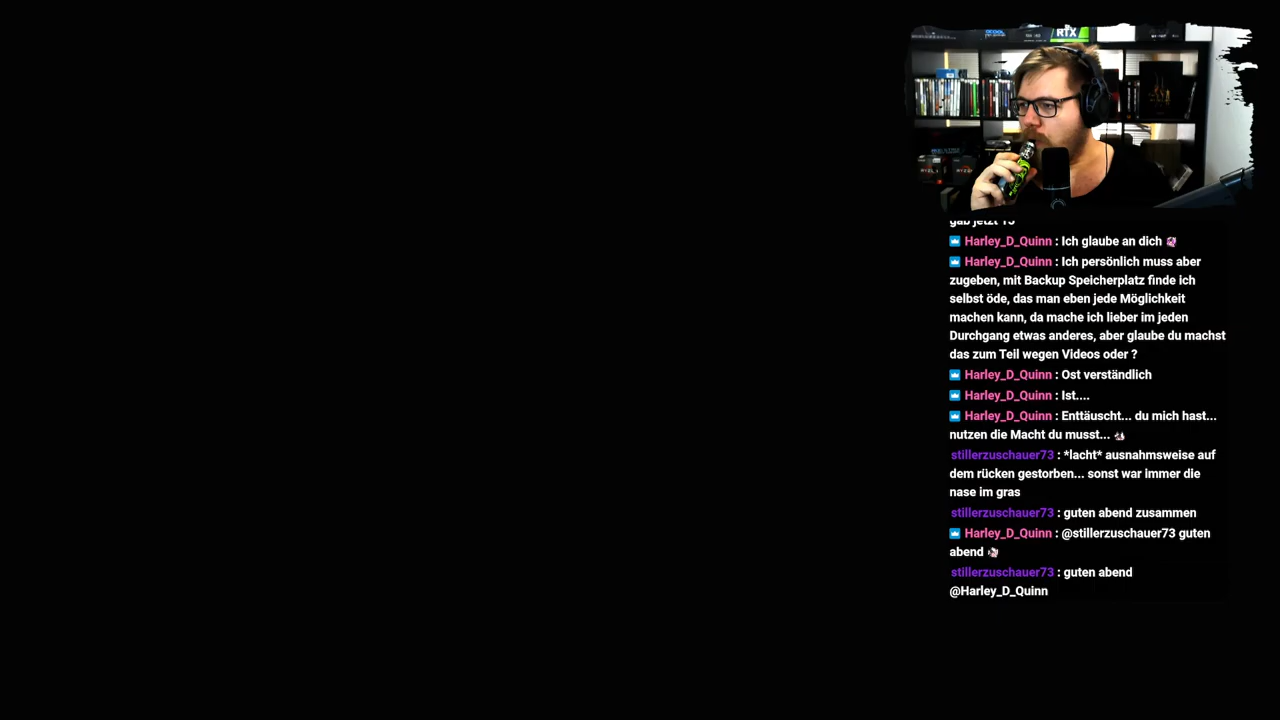 RTX
gab jetzt 15
Harley_D_Quinn : Ich glaube an dich
Harley_D_Quinn : Ich persönlich muss aber
zugeben, mit Backup Speicherplatz finde ich
selbst öde, das man eben jede Möglichkeit
machen kann, da mache ich lieber im jeden
Durchgang etwas anderes, aber glaube du machst
das zum Teil wegen Videos oder ?
Harley_D_Quinn : Ost verständlich
Harley_D_Quinn : Ist....
Harley_D_Quinn : Enttäuscht... du mich hast...
nutzen die Macht du musst...
stillerzuschauer73 : *lacht* ausnahmsweise auf
dem rücken gestorben... sonst war immer die
nase im gras
stillerzuschauer73 : guten abend zusammen
Harley_D_Quinn : @stillerzuschauer73 guten
abend
stillerzuschauer73 : guten abend
@Harley_D_Quinn